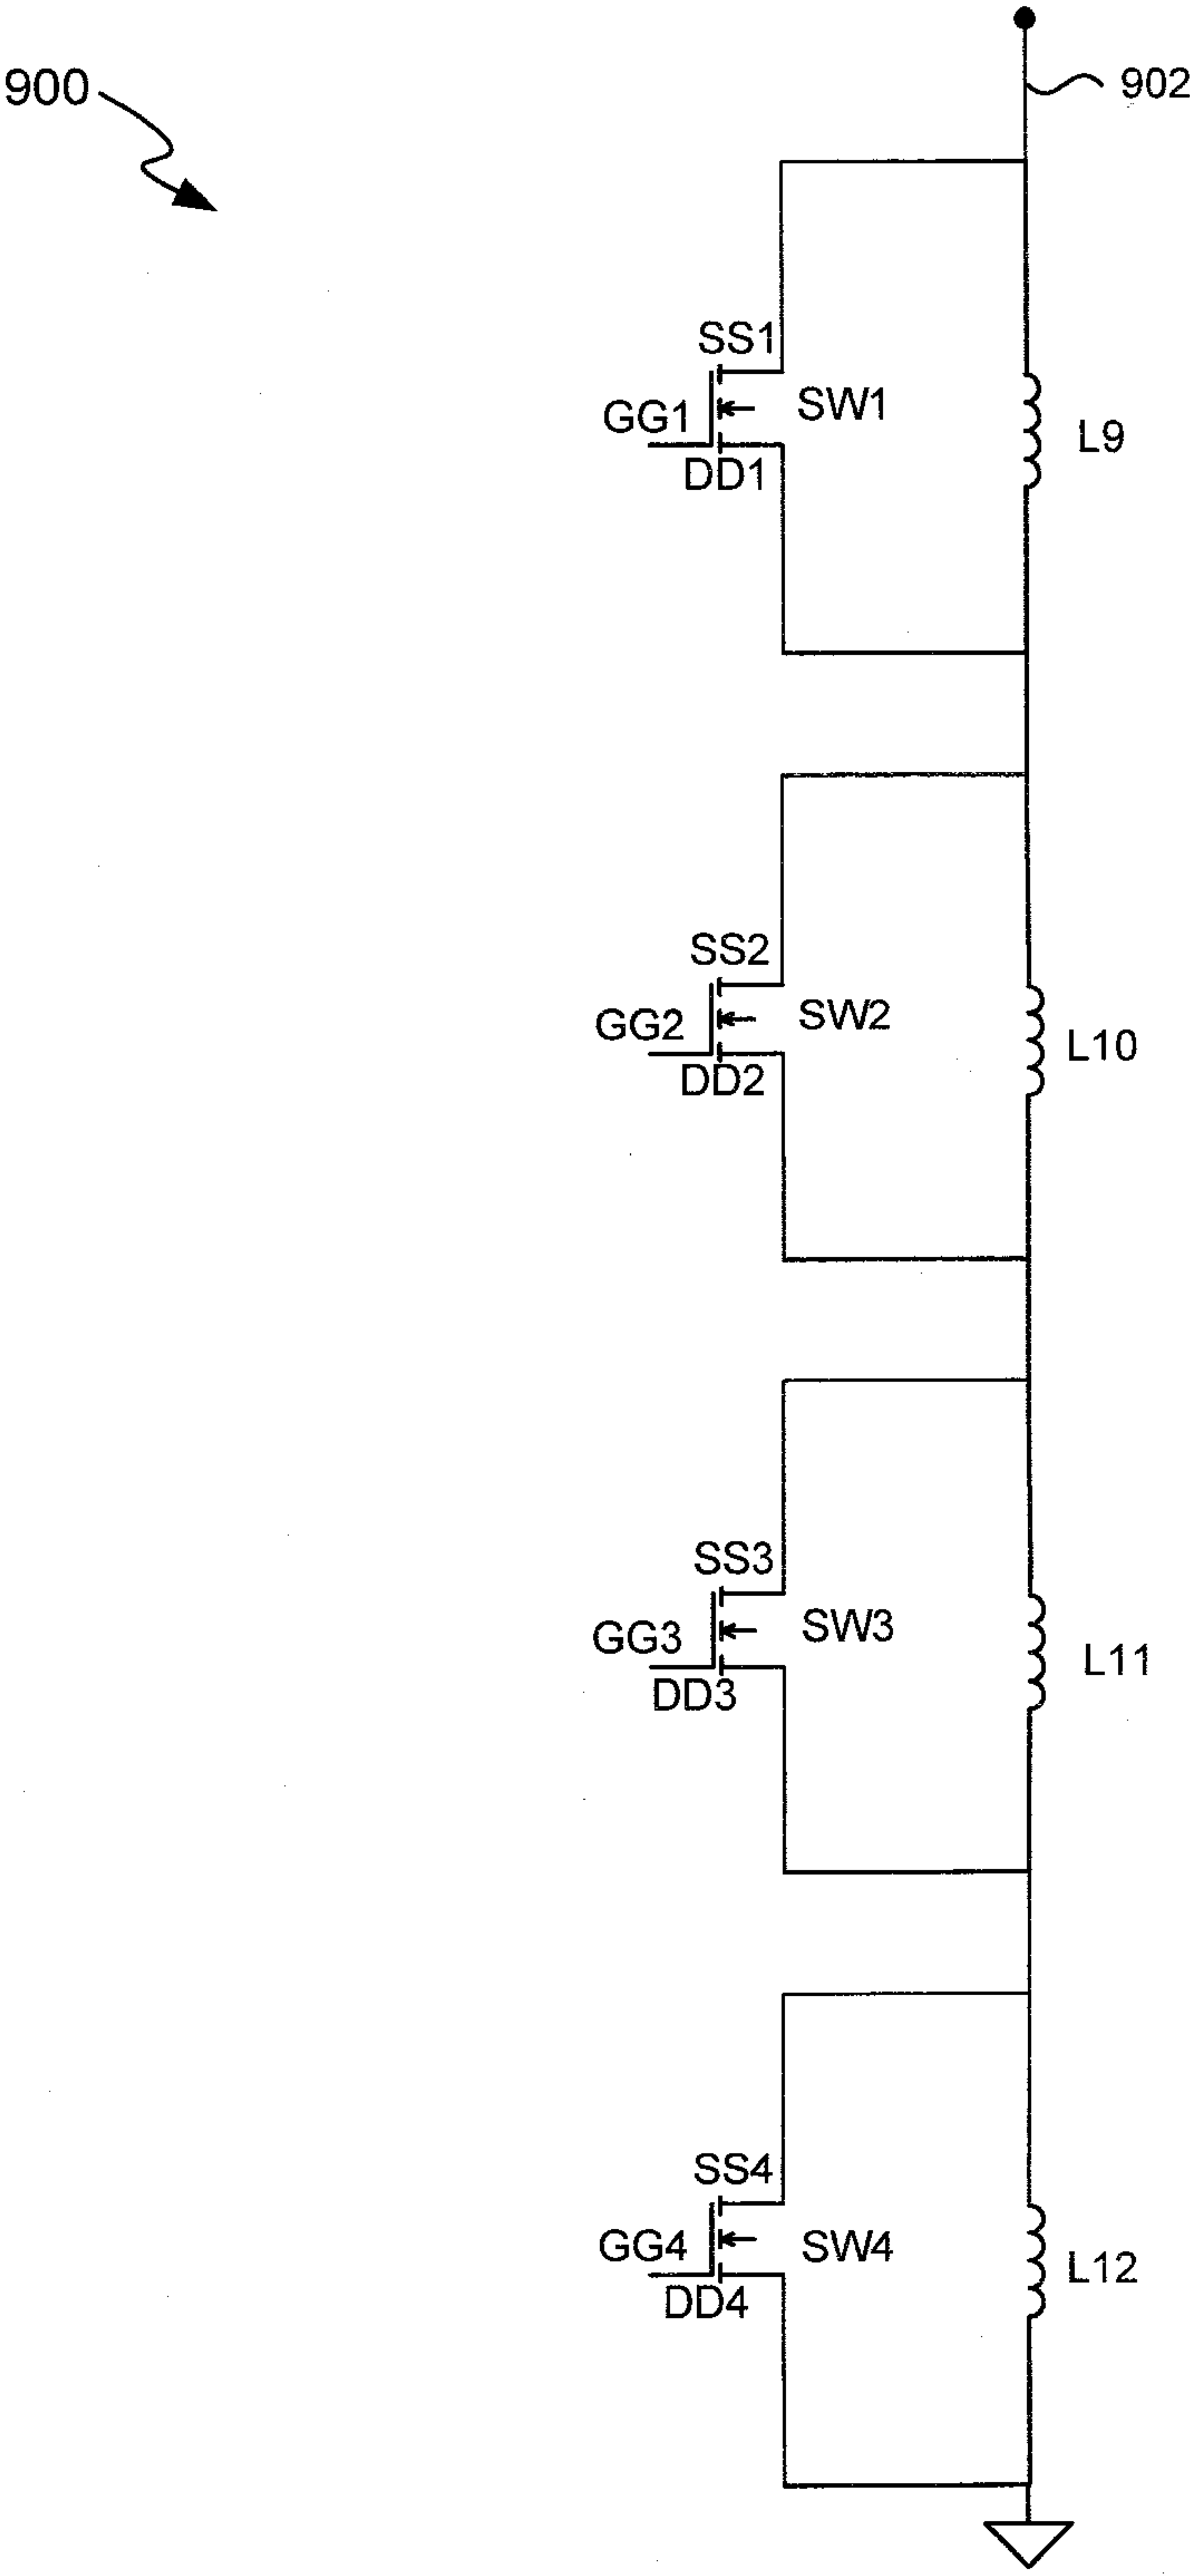 900
902
SS1
GG1
SW1
DD1
L9
SS2
GG2
SW2
DD2
L10
SS3
GG3
SW3
DD3
L11
SS4
GG4
SW4
DD4
L12